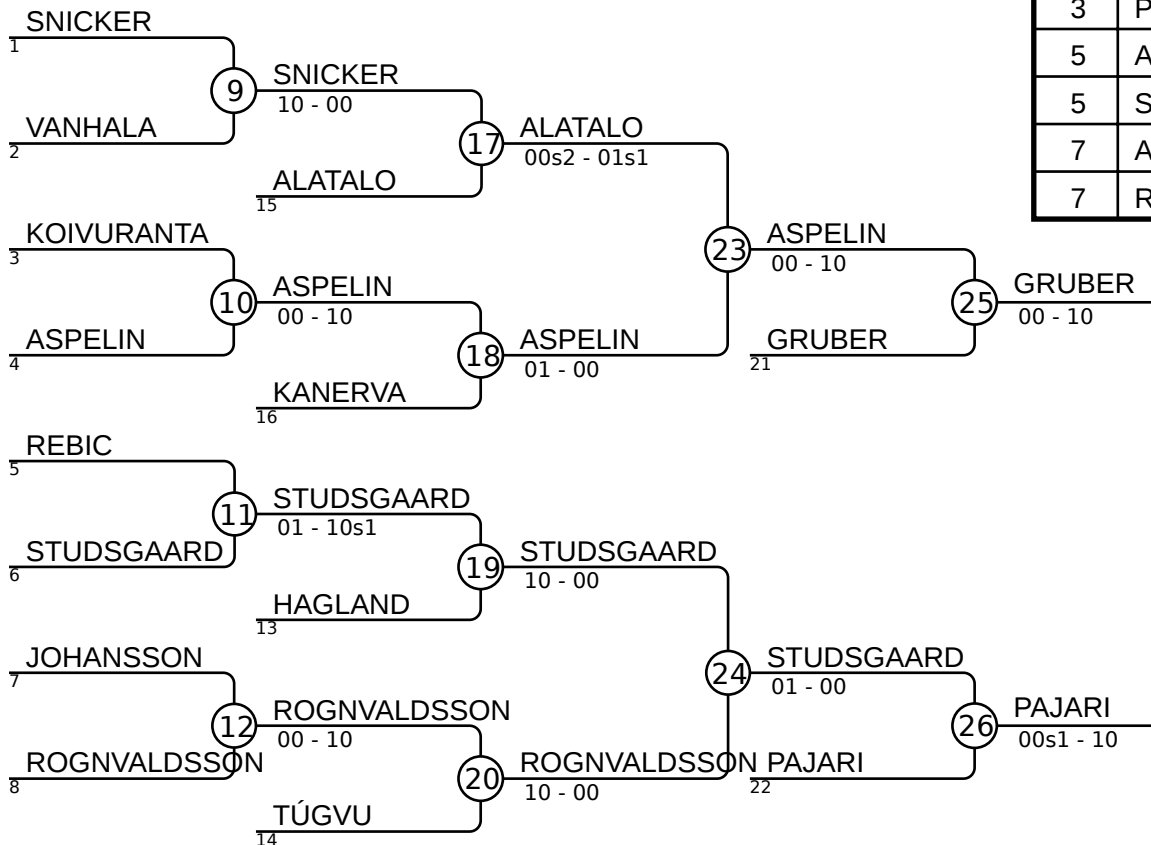 SNICKER
1
9
SNICKER
10 - 00
VANHALA
2
17
ALATALO
00s2 - 01s1
ALATALO
15
KOIVURANTA
3
10
ASPELIN
00 - 10
ASPELIN
4
18
ASPELIN
01 - 00
KANERVA
16
23
ASPELIN
00 - 10
GRUBER
21
25
GRUBER
00 - 10
REBIC
5
11
STUDSGAARD
01 - 10s1
STUDSGAARD
6
19
STUDSGAARD
10 - 00
HAGLAND
13
JOHANSSON
7
12
ROGNVALDSSON
00 - 10
ROGNVALDSSON
8
20
ROGNVALDSSON
10 - 00
TÚGVU
14
24
STUDSGAARD
01 - 00
PAJARI
22
26
PAJARI
00s1 - 10
3 P
5 A
5 S
7 A
7 R